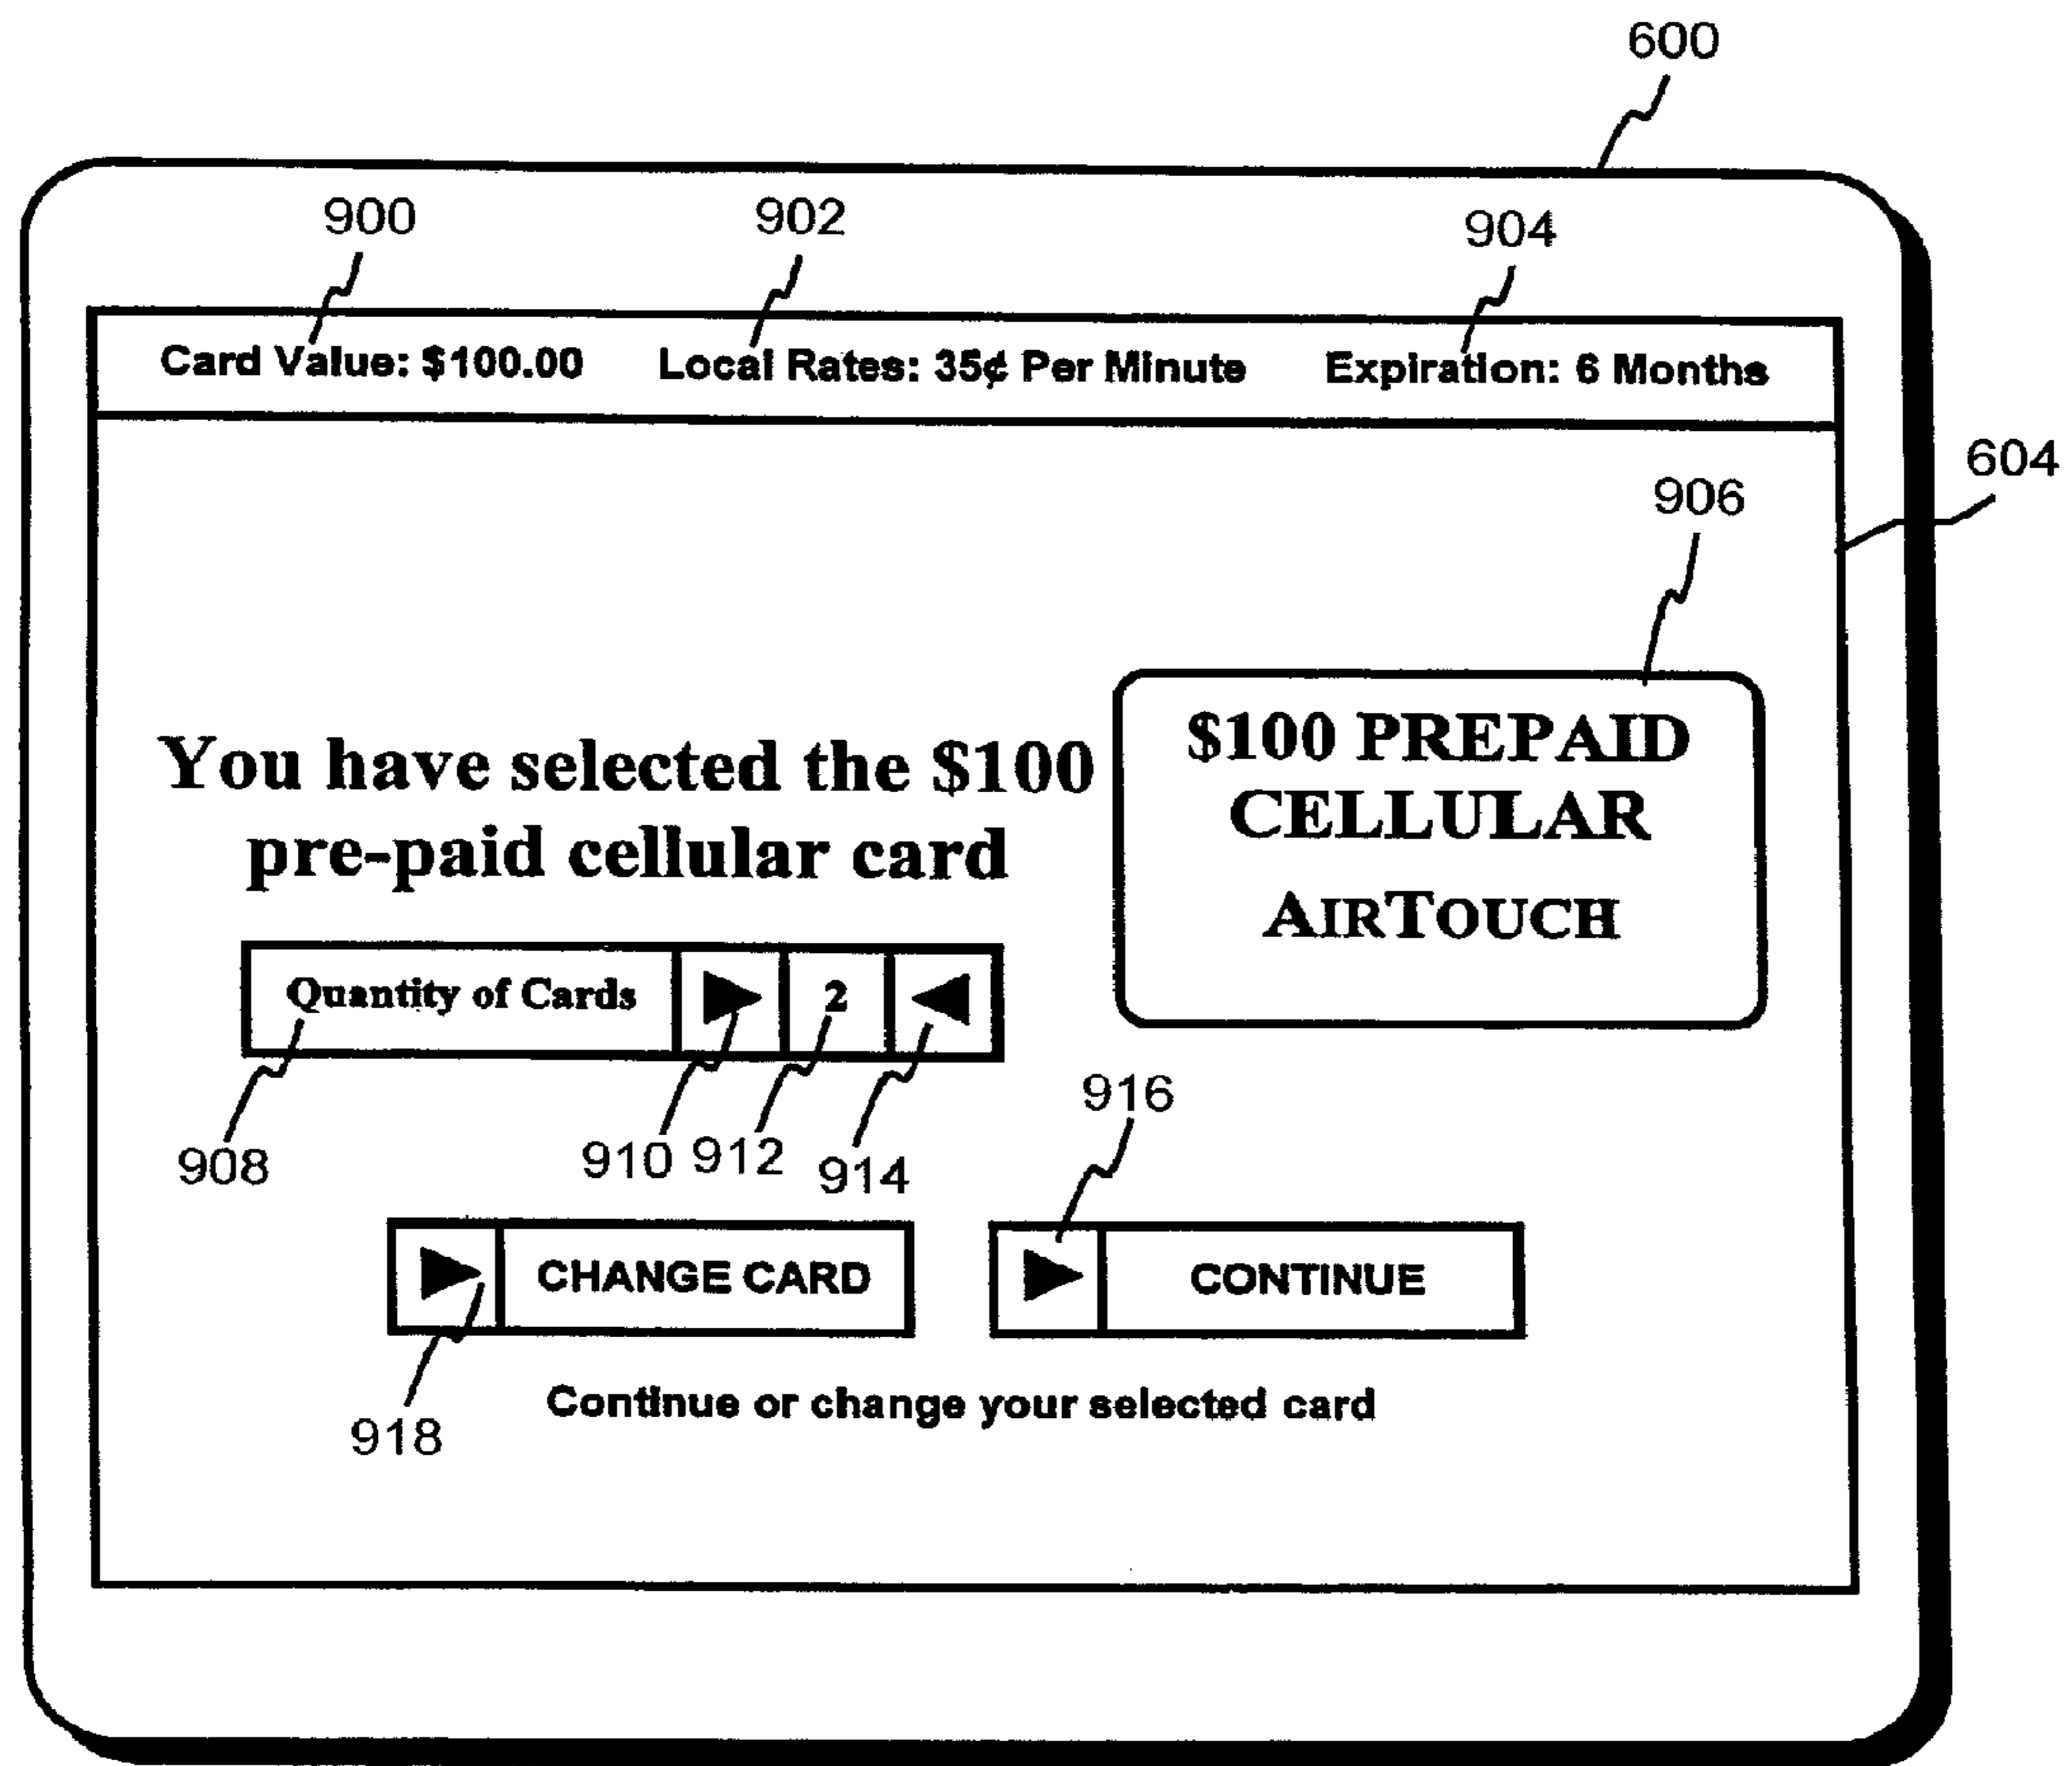 600
900 902 904
Card Value: $100.00 Local Rates: 35¢ Per Minute Expiration: 6 Months
604
906
You have selected the $100
pre-paid cellular card
$100 PREPAID
CELLULAR
AIRTOUCH
Quantity of Cards 2
908 910 912 914
916
CHANGE CARD CONTINUE
918
Continue or change your selected card